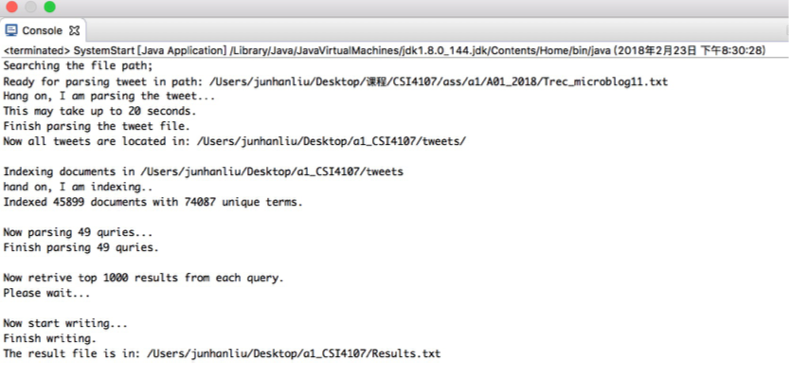 Console
<terminated> SystemStart [Java Application] /Library/Java/JavaVirtualMachines/jdk1.8.0_144.jdk/Contents/Home/bin/java (2018年2月23日 下午8:30:28)
Searching the file path;
Ready for parsing tweet in path: /Users/junhanliu/Desktop/课程/CSI4107/ass/a1/A01_2018/Trec_microblog11.txt
Hang on, I am parsing the tweet...
This may take up to 20 seconds.
Finish parsing the tweet file.
Now all tweets are located in: /Users/junhanliu/Desktop/a1_CSI4107/tweets/
Indexing documents in /Users/junhanliu/Desktop/a1_CSI4107/tweets
hand on, I am indexing..
Indexed 45899 documents with 74087 unique terms.
Now parsing 49 quries...
Finish parsing 49 quries.
Now retrive top 1000 results from each query.
Please wait...
Now start writing...
Finish writing.
The result file is in: /Users/junhanliu/Desktop/a1_CSI4107/Results.txt